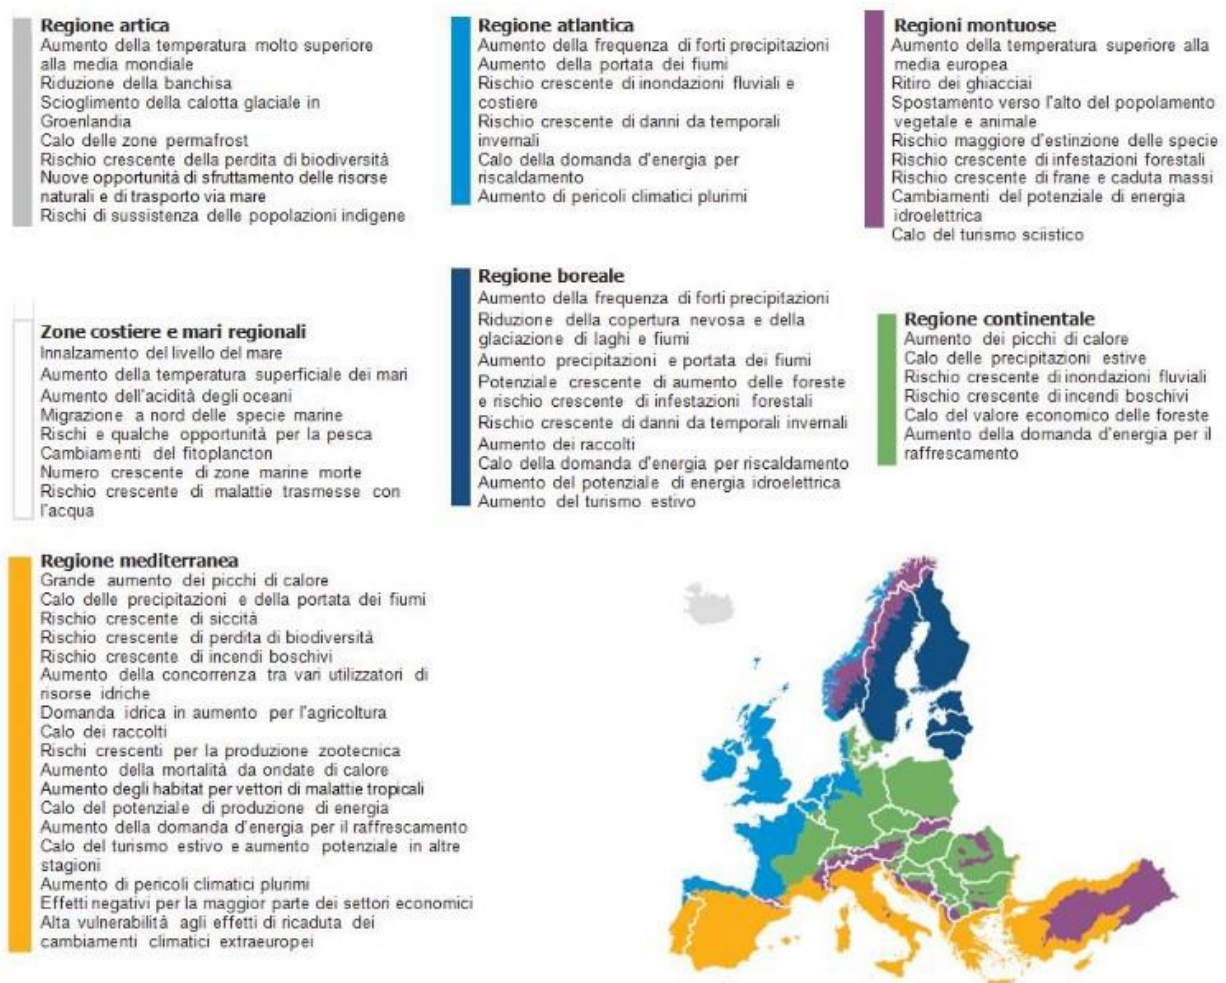 Regione artica
Aumento della temperatura molto superiore
alla media mondiale
Riduzione della banchisa
Scioglimento della calotta glaciale in
Groenlandia
Calo delle zone permafrost
Rischio crescente della perdita di biodiversità
Nuove opportunità di sfruttamento delle risorse
naturali e di trasporto via mare
Rischi di sussistenza delle popolazioni indigene
Regione atlantica
Aumento della frequenza di forti precipitazioni
Aumento della portata dei fiumi
Rischio crescente di inondazioni fluviali e
costiere
Rischio crescente di danni da temporali
invernali
Calo della domanda d'energia per
riscaldamento
Aumento di pericoli climatici plurimi
Regioni montuose
Aumento della temperatura superiore alla
media europea
Ritiro dei ghiacciai
Spostamento verso l'alto del popolamento
vegetale e animale
Rischio maggiore d'estinzione delle specie
Rischio crescente di infestazioni forestali
Rischio crescente di frane e caduta massi
Cambiamenti del potenziale di energia
idroelettrica
Calo del turismo sciistico
Zone costiere e mari regionali
Innalzamento del livello del mare
Aumento della temperatura superficiale dei mari
Aumento dell'acidità degli oceani
Migrazione a nord delle specie marine
Rischi e qualche opportunità per la pesca
Cambiamenti del fitoplancton
Numero crescente di zone marine morte
Rischio crescente di malattie trasmesse con
l'acqua
Regione boreale
Aumento della frequenza di forti precipitazioni
Riduzione della copertura nevosa e della
glaciazione di laghi e fiumi
Aumento precipitazioni e portata dei fiumi
Potenziale crescente di aumento delle foreste
e rischio crescente di infestazioni forestali
Rischio crescente di danni da temporali invernali
Aumento dei raccolti
Calo della domanda d'energia per riscaldamento
Aumento del potenziale di energia idroelettrica
Aumento del turismo estivo
Regione continentale
Aumento dei picchi di calore
Calo delle precipitazioni estive
Rischio crescente di inondazioni fluviali
Rischio crescente di incendi boschivi
Calo del valore economico delle foreste
Aumento della domanda d'energia per il
raffrescamento
Regione mediterranea
Grande aumento dei picchi di calore
Calo delle precipitazioni e della portata dei fiumi
Rischio crescente di siccità
Rischio crescente di perdita di biodiversità
Rischio crescente di incendi boschivi
Aumento della concorrenza tra vari utilizzatori di
risorse idriche
Domanda idrica in aumento per l'agricoltura
Calo dei raccolti
Rischi crescenti per la produzione zootecnica
Aumento della mortalità da ondate di calore
Aumento degli habitat per vettori di malattie tropicali
Calo del potenziale di produzione di energia
Aumento della domanda d'energia per il raffrescamento
Calo del turismo estivo e aumento potenziale in altre
stagioni
Aumento di pericoli climatici plurimi
Effetti negativi per la maggior parte dei settori economici
Alta vulnerabilità agli effetti di ricaduta dei
cambiamenti climatici extraeuropei